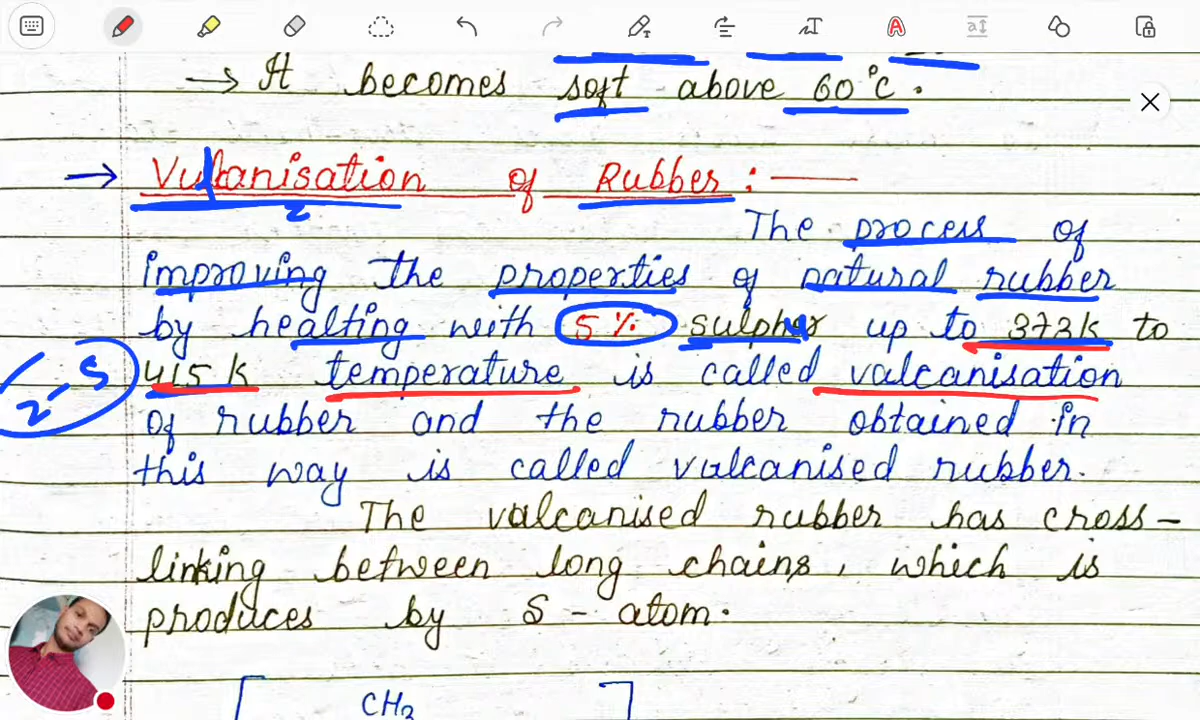 → It becomes soft above 60°C.
→ Vulcanisation of Rubber : —
The process of
improving the properties of natural rubber
by healting with 5% sulphur up to 373k to
2-5 415 k temperature is called valcanisation
of rubber and the rubber obtained in
this way is called vulcanised rubber.
The valcanised rubber has cross-
linking between long chains, which is
produces by S - atom.
CH3